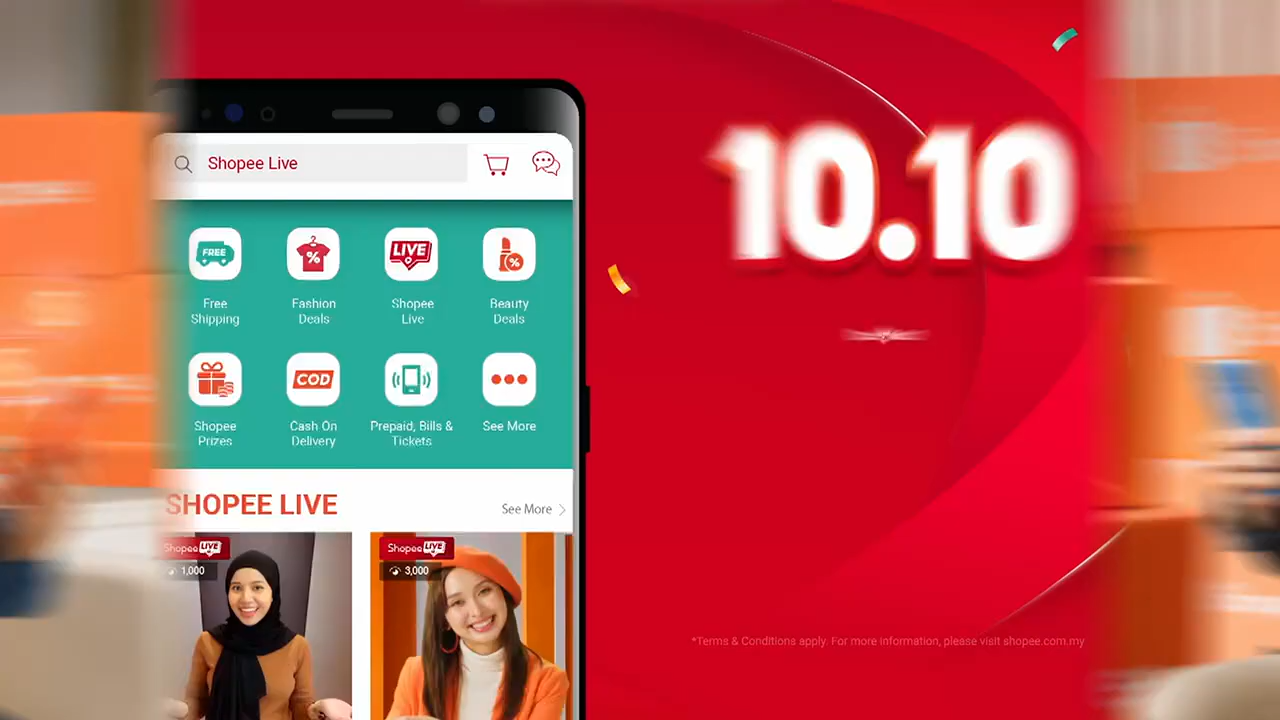 Shopee Live
FREE
%
LIVE
%
Free
Shipping
Fashion
Deals
Shopee
Live
Beauty
Deals
COD
Shopee
Prizes
Cash On
Delivery
Prepaid, Bills &
Tickets
See More
SHOPEE LIVE
See More
Shopee LIVE
1,000
Shopee LIVE
3,000
10.10
*Terms & Conditions apply. For more information, please visit shopee.com.my